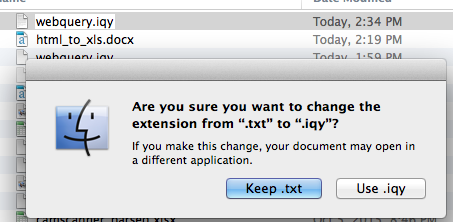 Date Modified
webquery.iqy Today, 2:34 PM
html_to_xls.docx Today, 2:19 PM
webquery.iqy Today, 1:59 PM
Are you sure you want to change the
extension from “.txt” to “.iqy”?
If you make this change, your document may open in
a different application.
Keep .txt Use .iqy